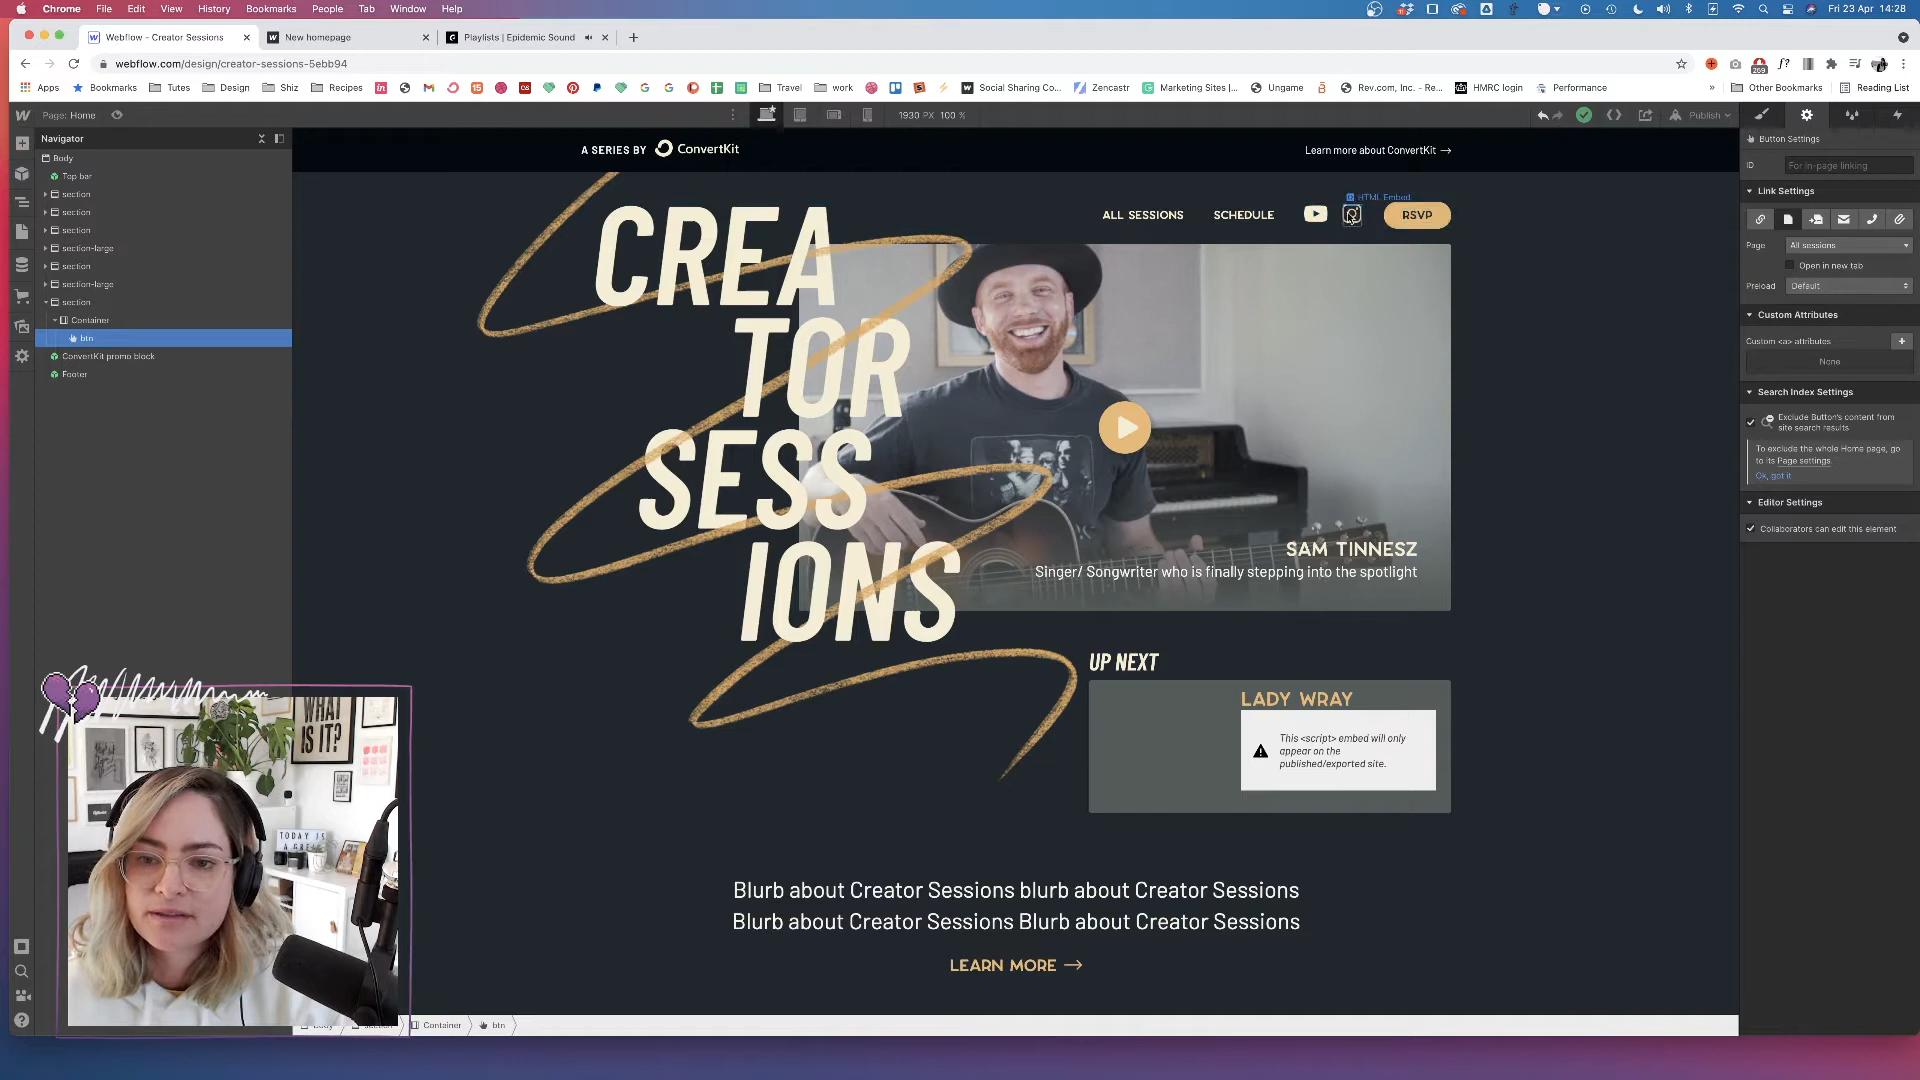 Chrome File Edit View History Bookmarks People Tab Window Help
Fri 23 Apr 14:28
Webflow - Creator Sessions
New homepage
Playlists | Epidemic Sound
webflow.com/design/creator-sessions-5ebb94
Apps
Bookmarks
Tutes
Design
Shiz
Recipes
Travel
work
Social Sharing Co...
Zencastr
Marketing Sites |...
Ungame
Rev.com, Inc. - Re...
HMRC login
Performance
Other Bookmarks
Reading List
Page: Home
1930 PX 100 %
Publish
Navigator
Body
Top bar
section
section
section
section-large
section
section-large
section
Container
btn
ConvertKit promo block
Footer
A SERIES BY ConvertKit
Learn more about ConvertKit →
HTML Embed
ALL SESSIONS
SCHEDULE
RSVP
CREA
TOR
SESS
IONS
SAM TINNESZ
Singer/ Songwriter who is finally stepping into the spotlight
UP NEXT
LADY WRAY
This <script> embed will only
appear on the
published/exported site.
Blurb about Creator Sessions blurb about Creator Sessions
Blurb about Creator Sessions Blurb about Creator Sessions
LEARN MORE →
Container
btn
Button Settings
ID
For in-page linking
Link Settings
Page
All sessions
Open in new tab
Preload
Default
Custom Attributes
Custom <a> attributes
None
Search Index Settings
Exclude Button's content from
site search results
To exclude the whole Home page, go
to its Page settings.
Ok, got it
Editor Settings
Collaborators can edit this element
WHAT
IS IT?
TODAY IS
A GREA